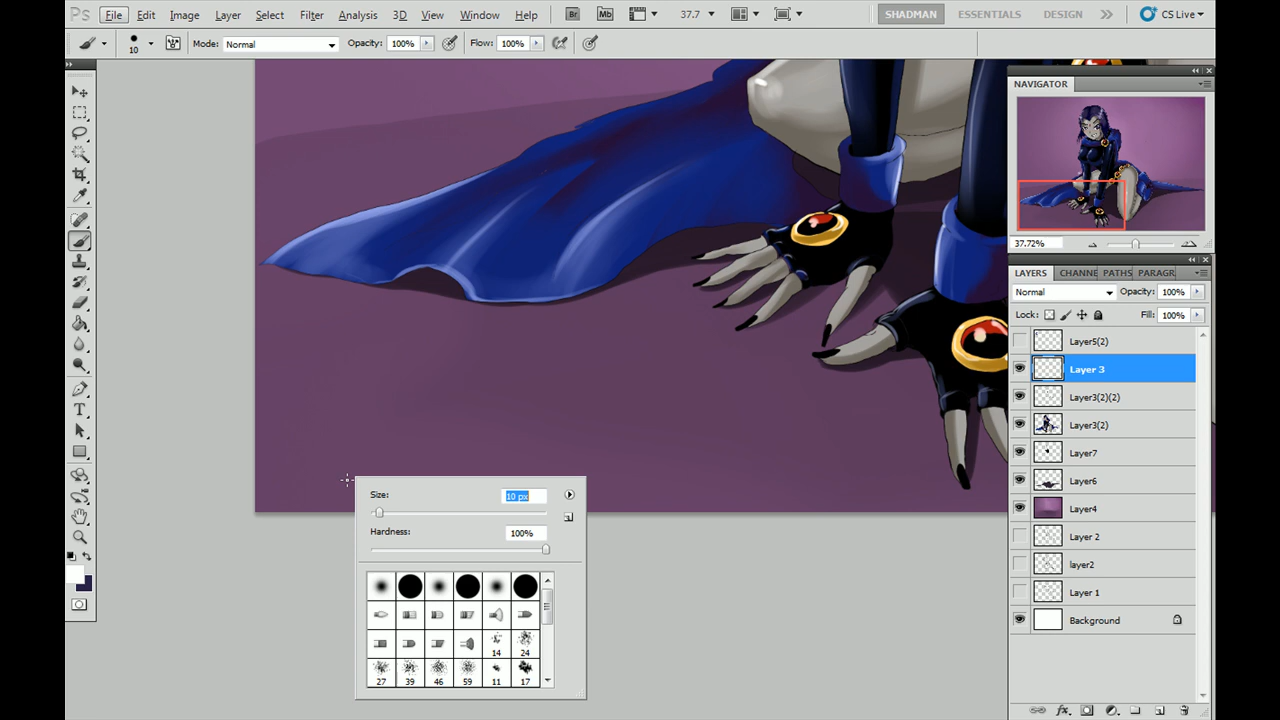 Ps File Edit Image Layer Select Filter Analysis 3D View Window Help Br Mb 37.7 SHADMAN ESSENTIALS DESIGN CS Live
10 Mode: Normal Opacity: 100% Flow: 100%
NAVIGATOR
37.72%
LAYERS CHANNE PATHS PARAGR
Normal Opacity: 100%
Lock: Fill: 100%
Layer5(2)
Layer 3
Layer3(2)(2)
Layer3(2)
Layer7
Layer6
Layer4
Layer 2
layer2
Layer 1
Background
fx
T
Size: 10 px
Hardness: 100%
14 24
27 39 46 59 11 17